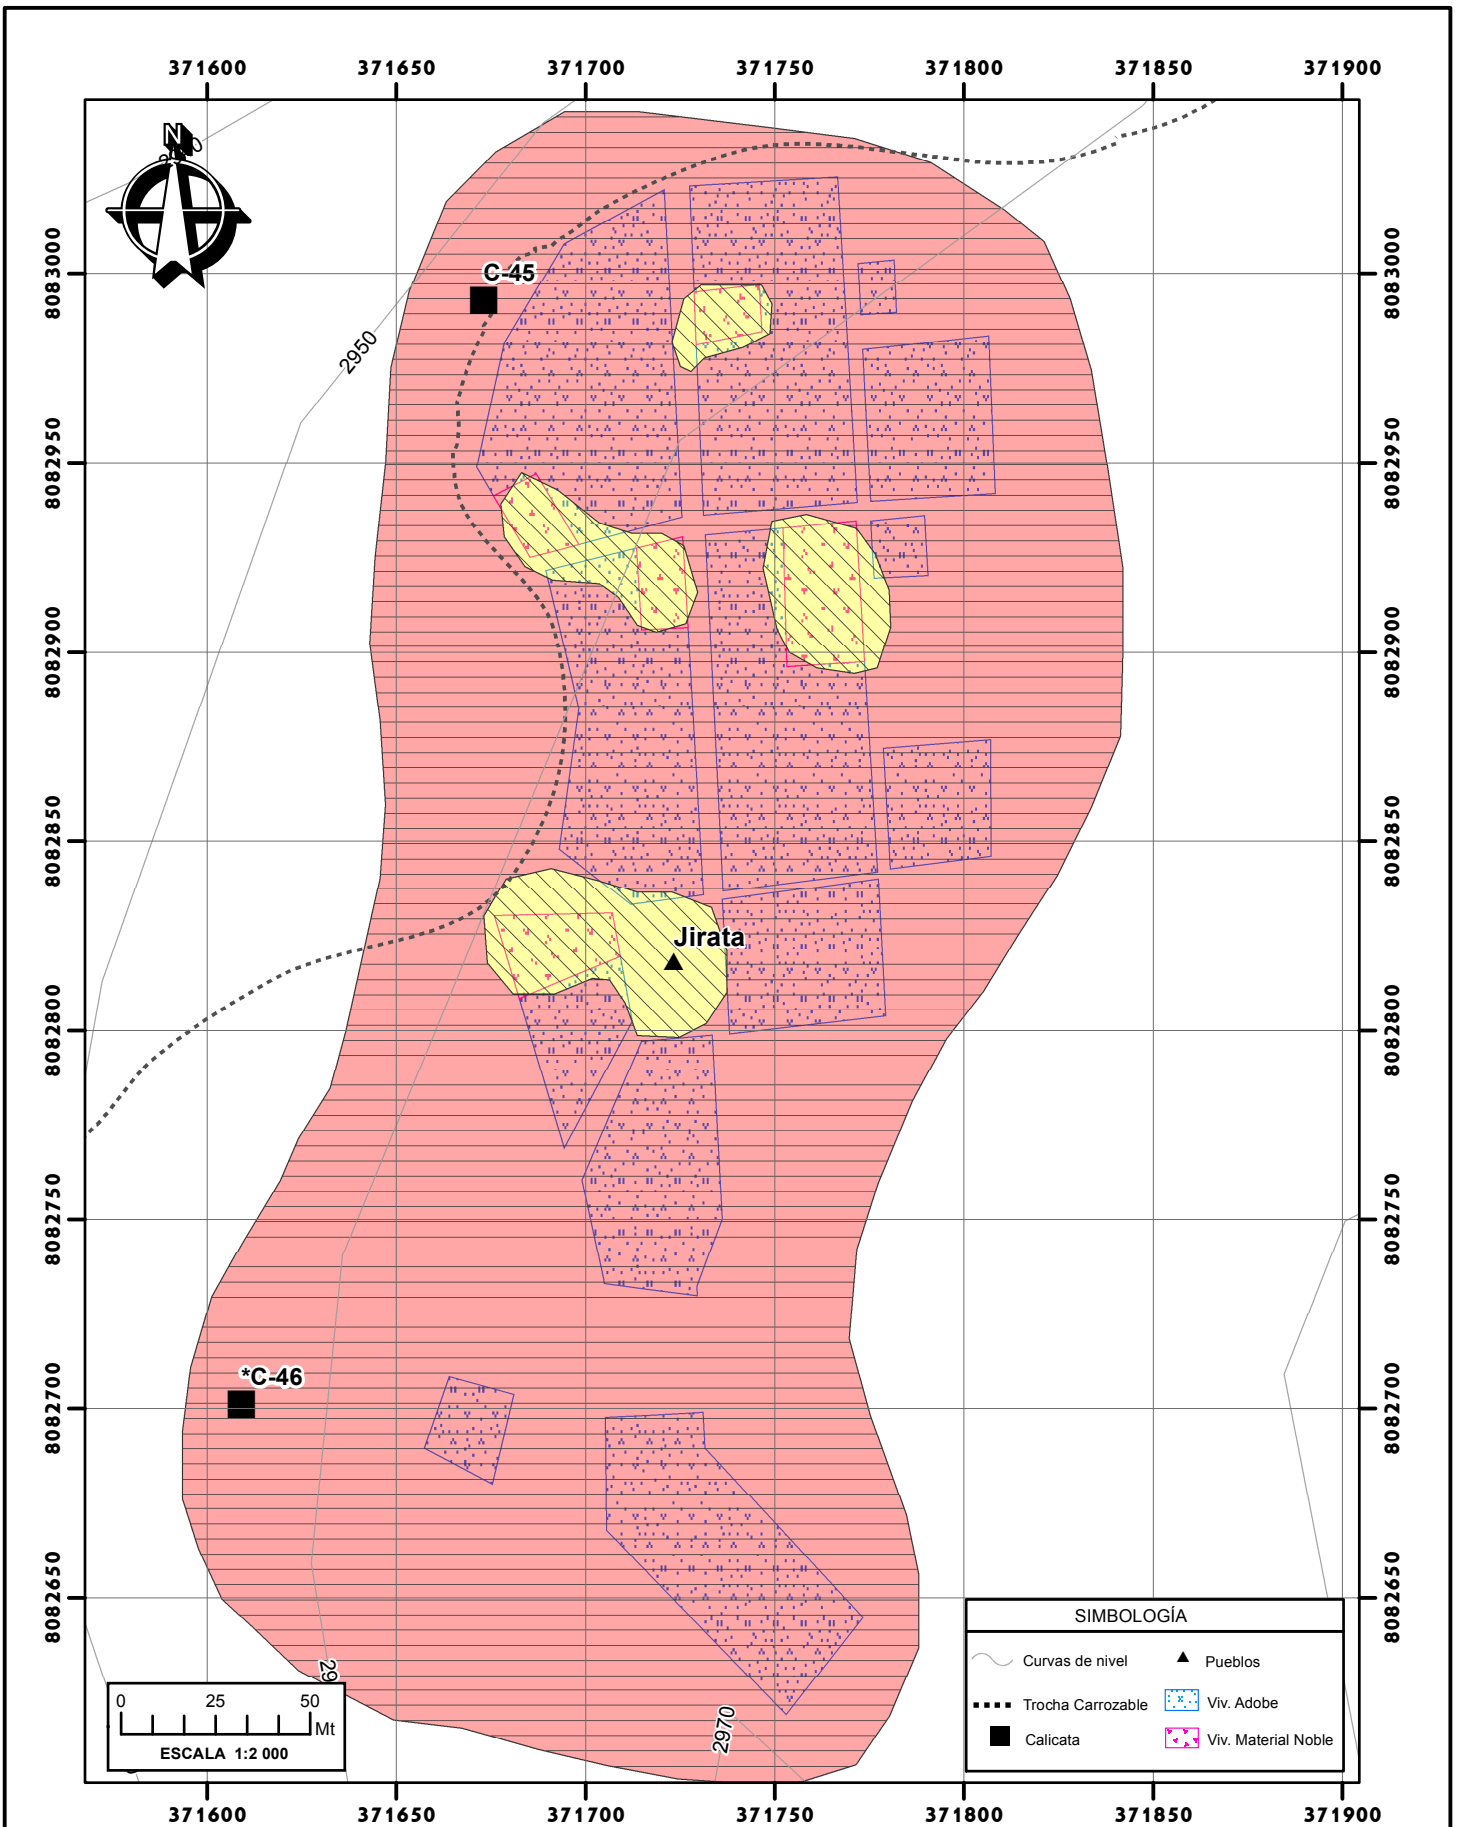 371600 371650 371700 371750 371800 371850 371900
N
8083000 8083000
C-45
2950
8082950 8082950
8082900 8082900
8082850 8082850
Jirata
8082800 8082800
8082750 8082750
*C-46
8082700 8082700
8082650 8082650
SIMBOLOGÍA
Curvas de nivel
Pueblos
Trocha Carrozable
Viv. Adobe
Calicata
Viv. Material Noble
29
2970
0 25 50
Mt
ESCALA 1:2 000
371600 371650 371700 371750 371800 371850 371900